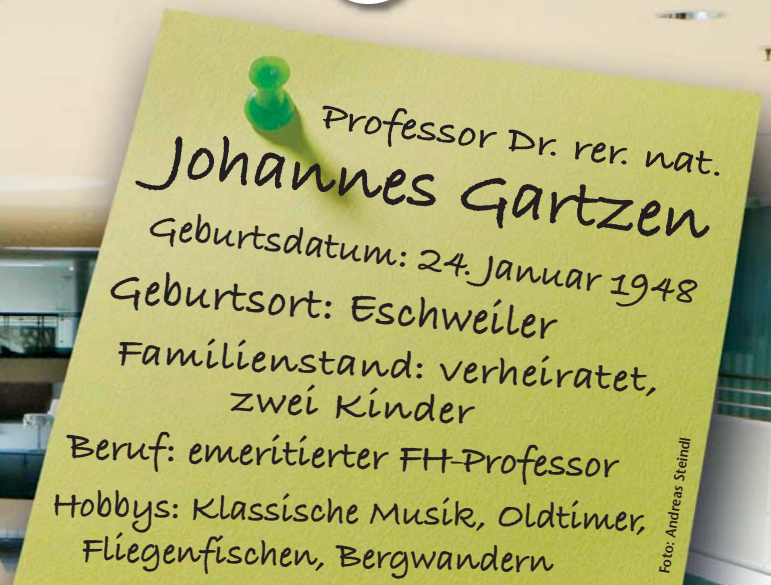 Professor Dr. rer. nat.
Johannes Gartzen
Geburtsdatum: 24. Januar 1948
Geburtsort: Eschweiler
Familienstand: verheiratet,
zwei Kinder
Beruf: emeritierter FH-Professor
Hobbys: Klassische Musik, Oldtimer,
Fliegenfischen, Bergwandern
Foto: Andreas Steindl